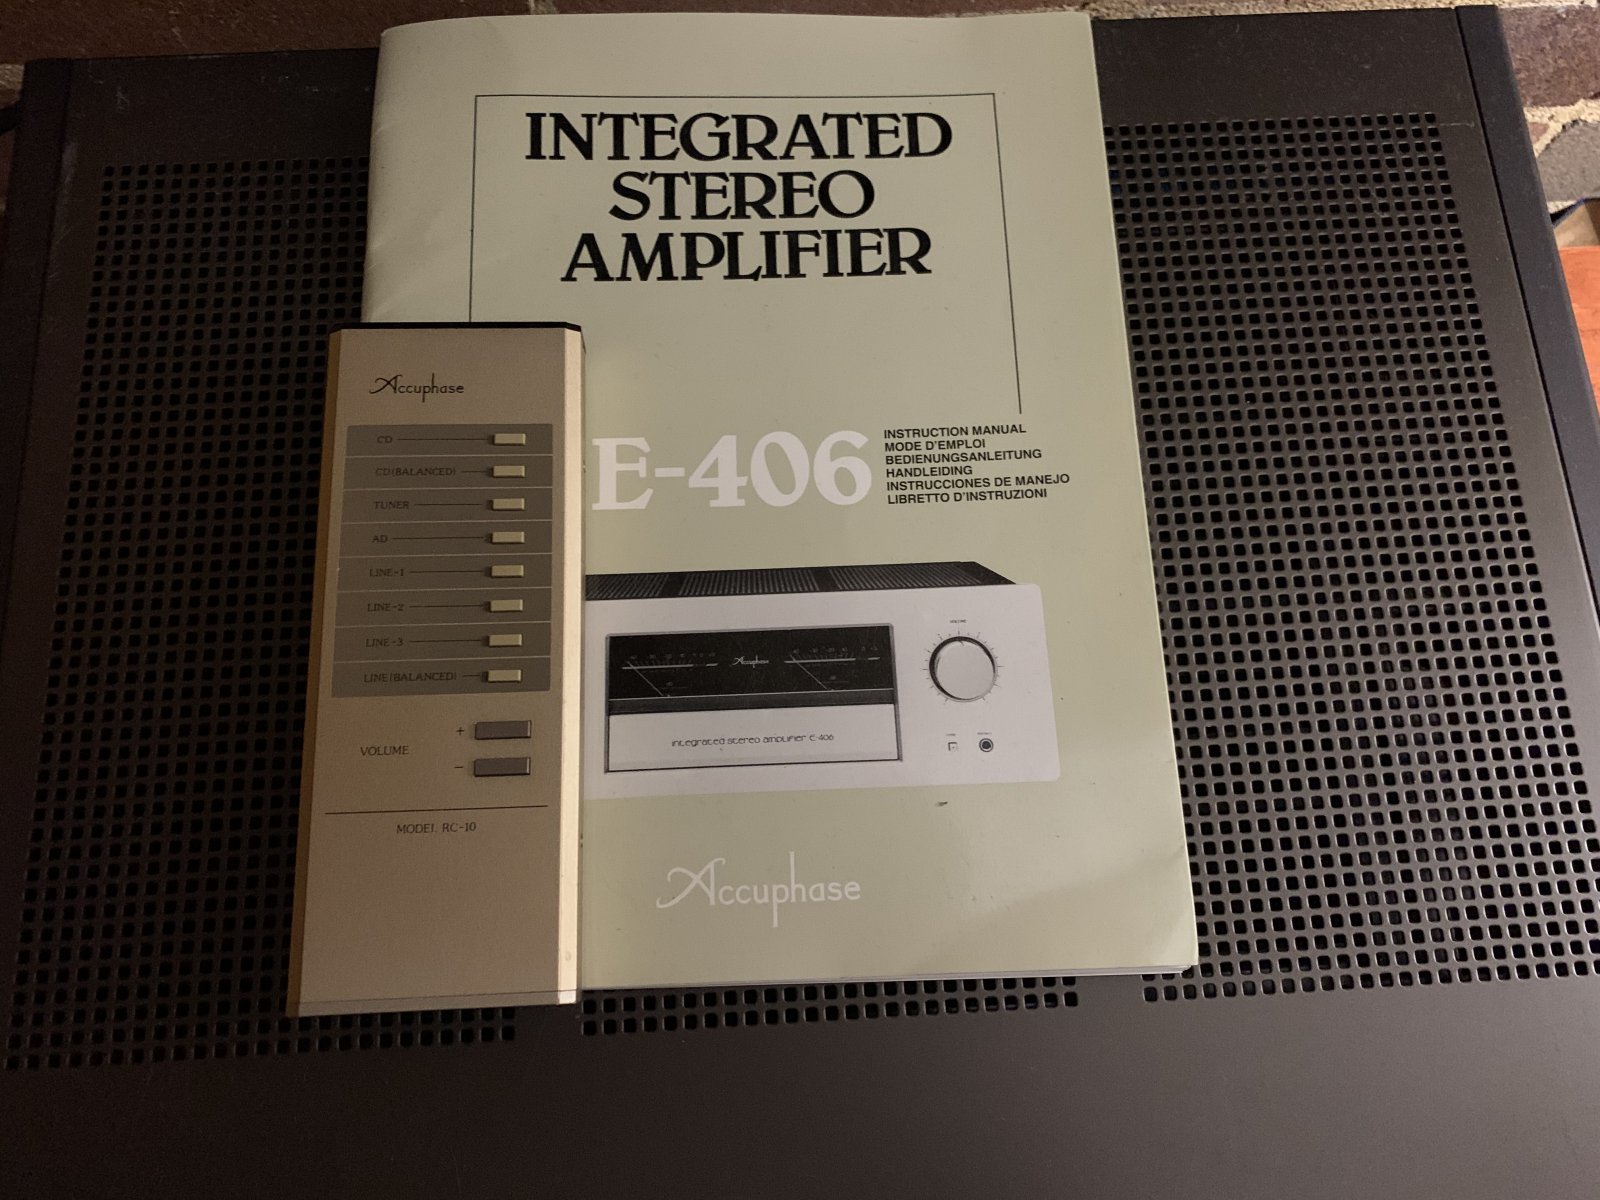 INTEGRATED
STEREO
AMPLIFIER
E-406
INSTRUCTION MANUAL
MODE D'EMPLOI
BEDIENUNGSANLEITUNG
HANDLEIDING
INSTRUCCIONES DE MANEJO
LIBRETTO D'INSTRUZIONI
Accuphase
VOLUME
integrated stereo amplifier E-406
Accuphase
Accuphase
CD
CD(BALANCED)
TUNER
AD
LINE-1
LINE-2
LINE-3
LINE(BALANCED)
+
VOLUME
−
MODEL RC-10